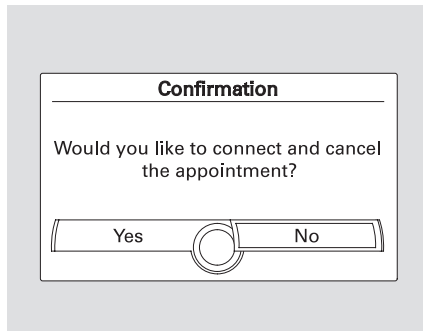 Confirmation
Would you like to connect and cancel
the appointment?
Yes No